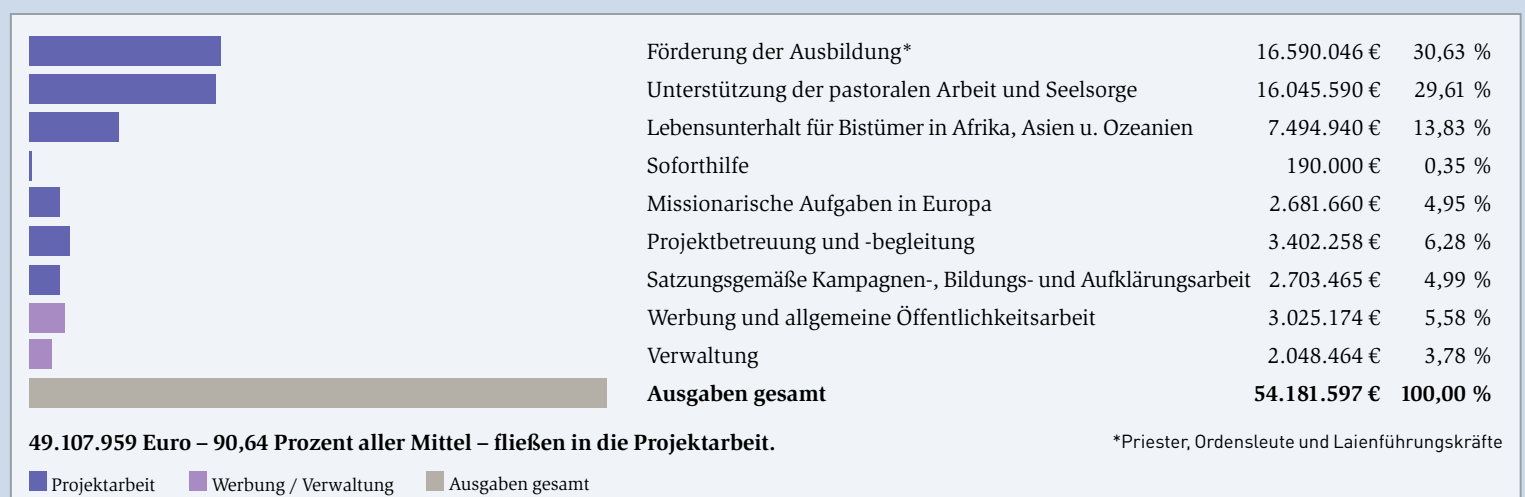 Förderung der Ausbildung* 16.590.046 € 30,63 %
Unterstützung der pastoralen Arbeit und Seelsorge 16.045.590 € 29,61 %
Lebensunterhalt für Bistümer in Afrika, Asien u. Ozeanien 7.494.940 € 13,83 %
Soforthilfe 190.000 € 0,35 %
Missionarische Aufgaben in Europa 2.681.660 € 4,95 %
Projektbetreuung und -begleitung 3.402.258 € 6,28 %
Satzungsgemäße Kampagnen-, Bildungs- und Aufklärungsarbeit 2.703.465 € 4,99 %
Werbung und allgemeine Öffentlichkeitsarbeit 3.025.174 € 5,58 %
Verwaltung 2.048.464 € 3,78 %
Ausgaben gesamt 54.181.597 € 100,00 %
49.107.959 Euro – 90,64 Prozent aller Mittel – fließen in die Projektarbeit. *Priester, Ordensleute und Laienführungskräfte
Projektarbeit Werbung / Verwaltung Ausgaben gesamt